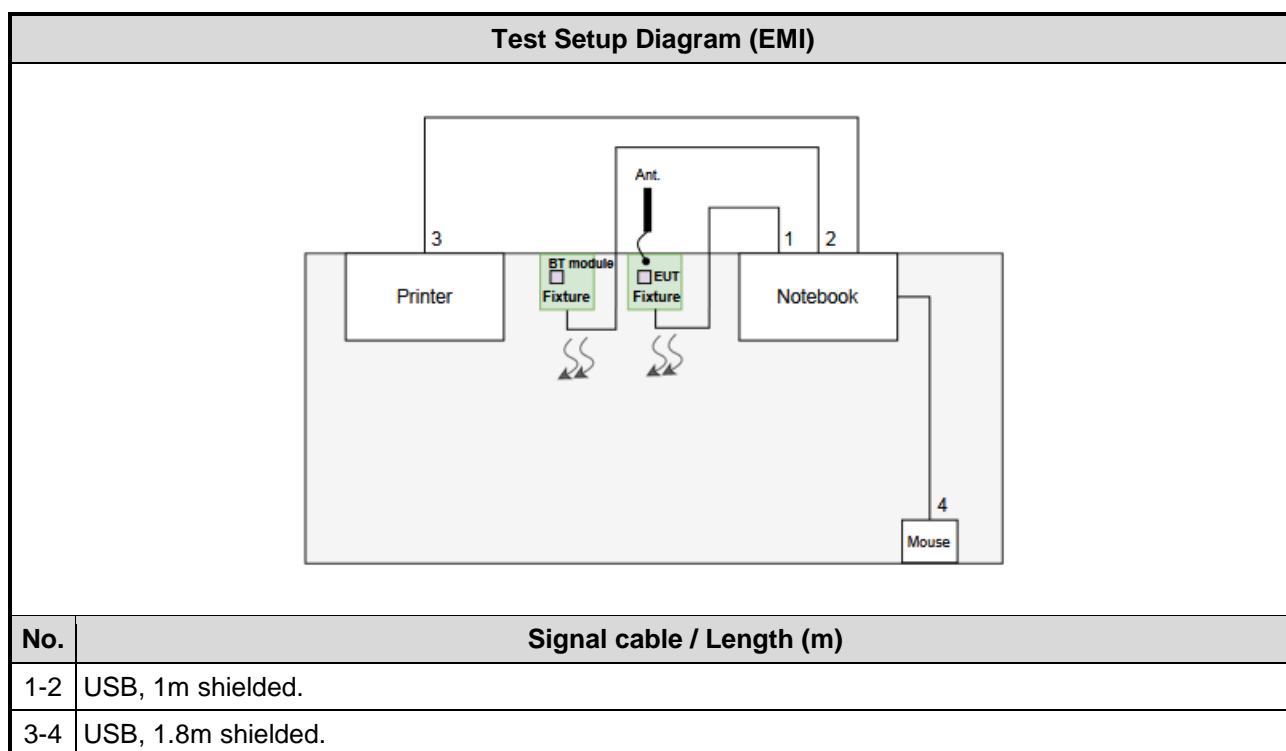 Test Setup Diagram (EMI)
Ant.
3
1 2
BT module
EUT
Printer
Fixture
Fixture
Notebook
4
Mouse
No. Signal cable / Length (m)
1-2 USB, 1m shielded.
3-4 USB, 1.8m shielded.